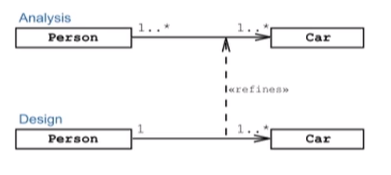 Analysis
1..* 1..*
Person Car
«refines»
Design
1 1..*
Person Car